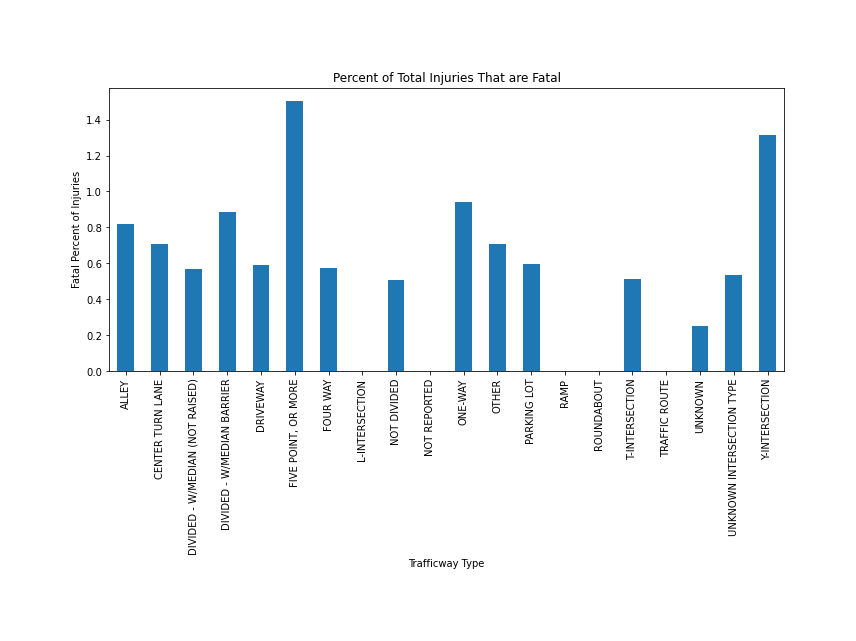 Percent of Total Injuries That are Fatal
Fatal Percent of Injuries
1.4
1.2
1.0
0.8
0.6
0.4
0.2
0.0
ALLEY
CENTER TURN LANE
DIVIDED - W/MEDIAN (NOT RAISED)
DIVIDED - W/MEDIAN BARRIER
DRIVEWAY
FIVE POINT, OR MORE
FOUR WAY
L-INTERSECTION
NOT DIVIDED
NOT REPORTED
ONE-WAY
OTHER
PARKING LOT
RAMP
ROUNDABOUT
T-INTERSECTION
TRAFFIC ROUTE
UNKNOWN
UNKNOWN INTERSECTION TYPE
Y-INTERSECTION
Trafficway Type